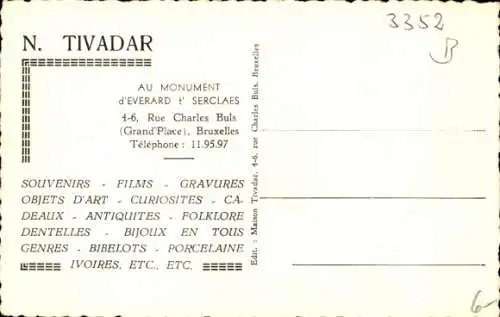 3352
B
N. TIVADAR
AU MONUMENT
d'EVERARD t' SERCLAES
4-6, Rue Charles Buls
(Grand'Place), Bruxelles
Téléphone : 11.95.97
SOUVENIRS - FILMS - GRAVURES
OBJETS D'ART - CURIOSITES - CA-
DEAUX - ANTIQUITES - FOLKLORE
DENTELLES - BIJOUX EN TOUS
GENRES - BIBELOTS - PORCELAINE
IVOIRES, ETC., ETC.
Edit. : Maison Tivadar, 4-6, rue Charles Buls, Bruxelles
6-